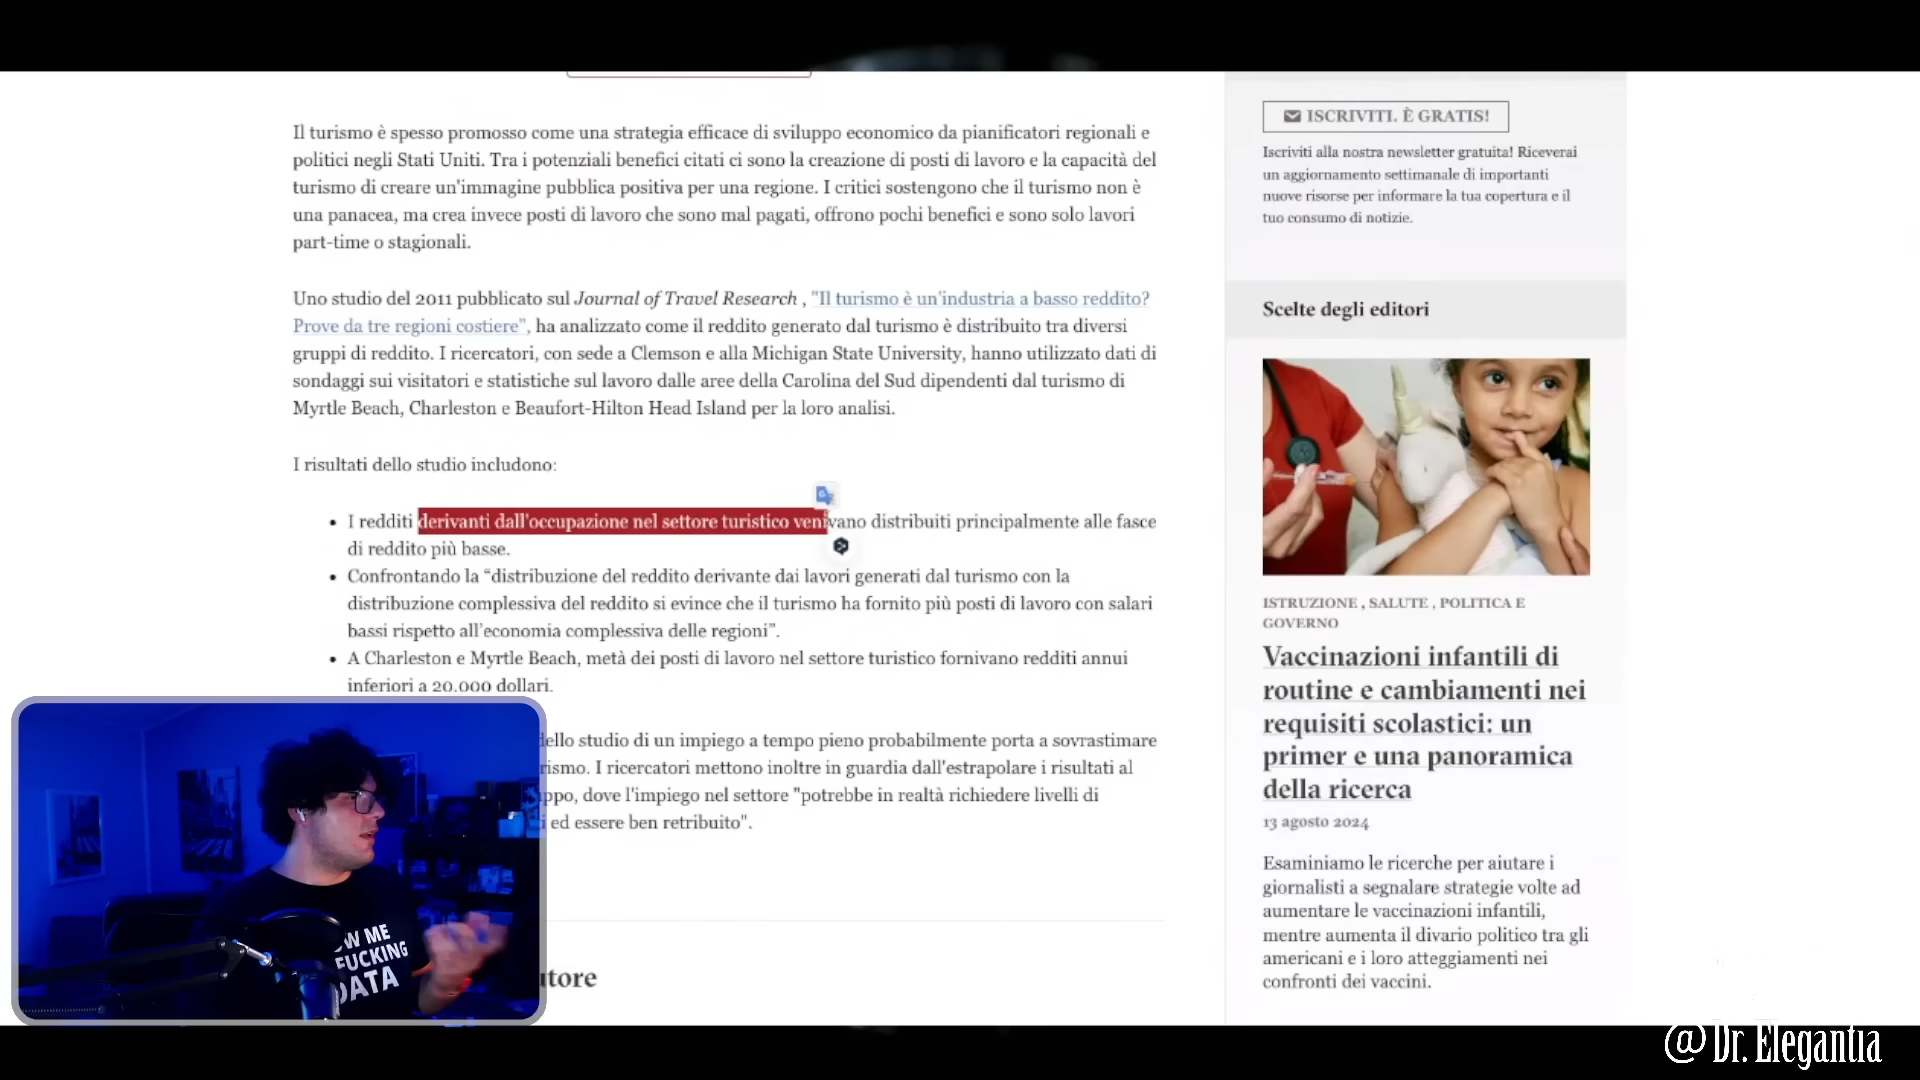 Il turismo è spesso promosso come una strategia efficace di sviluppo economico da pianificatori regionali e
politici negli Stati Uniti. Tra i potenziali benefici citati ci sono la creazione di posti di lavoro e la capacità del
turismo di creare un'immagine pubblica positiva per una regione. I critici sostengono che il turismo non è
una panacea, ma crea invece posti di lavoro che sono mal pagati, offrono pochi benefici e sono solo lavori
part-time o stagionali.
Uno studio del 2011 pubblicato sul Journal of Travel Research , "Il turismo è un'industria a basso reddito?
Prove da tre regioni costiere", ha analizzato come il reddito generato dal turismo è distribuito tra diversi
gruppi di reddito. I ricercatori, con sede a Clemson e alla Michigan State University, hanno utilizzato dati di
sondaggi sui visitatori e statistiche sul lavoro dalle aree della Carolina del Sud dipendenti dal turismo di
Myrtle Beach, Charleston e Beaufort-Hilton Head Island per la loro analisi.
I risultati dello studio includono:
• I redditi derivanti dall'occupazione nel settore turistico venivano distribuiti principalmente alle fasce
di reddito più basse.
• Confrontando la “distribuzione del reddito derivante dai lavori generati dal turismo con la
distribuzione complessiva del reddito si evince che il turismo ha fornito più posti di lavoro con salari
bassi rispetto all’economia complessiva delle regioni”.
• A Charleston e Myrtle Beach, metà dei posti di lavoro nel settore turistico fornivano redditi annui
inferiori a 20.000 dollari.
dello studio di un impiego a tempo pieno probabilmente porta a sovrastimare
rismo. I ricercatori mettono inoltre in guardia dall'estrapolare i risultati al
ppo, dove l'impiego nel settore "potrebbe in realtà richiedere livelli di
i ed essere ben retribuito".
tore
ISCRIVITI. È GRATIS!
Iscriviti alla nostra newsletter gratuita! Riceverai
un aggiornamento settimanale di importanti
nuove risorse per informare la tua copertura e il
tuo consumo di notizie.
Scelte degli editori
ISTRUZIONE , SALUTE , POLITICA E
GOVERNO
Vaccinazioni infantili di
routine e cambiamenti nei
requisiti scolastici: un
primer e una panoramica
della ricerca
13 agosto 2024
Esaminiamo le ricerche per aiutare i
giornalisti a segnalare strategie volte ad
aumentare le vaccinazioni infantili,
mentre aumenta il divario politico tra gli
americani e i loro atteggiamenti nei
confronti dei vaccini.
OW ME
FUCKING
DATA
@Dr. Elegantia